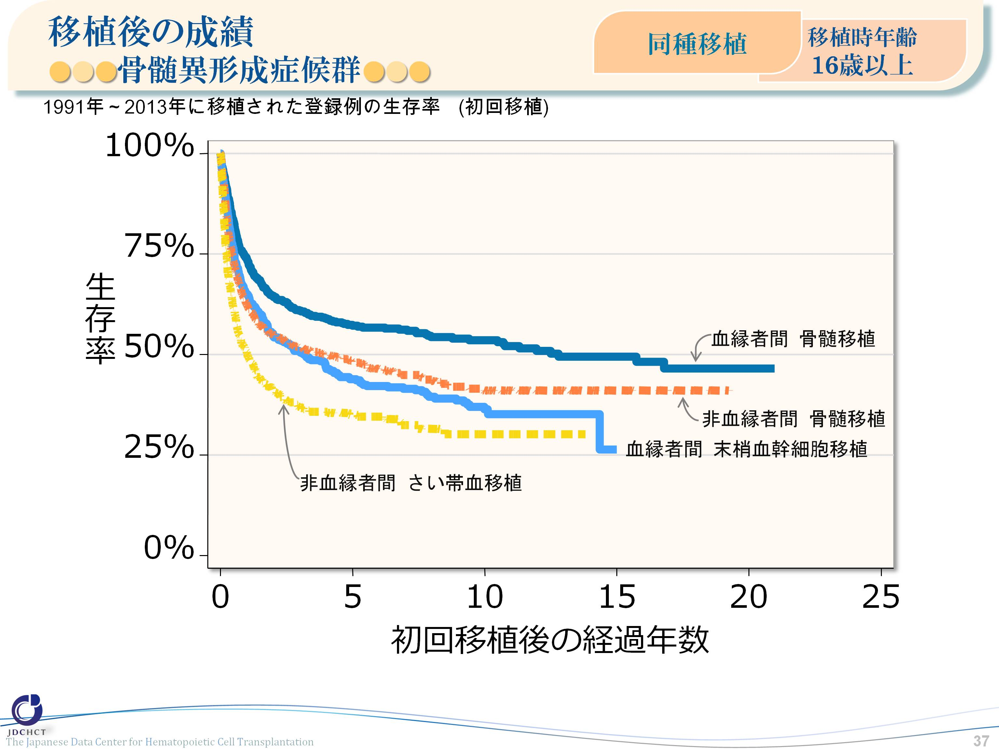 移植後の成績
骨髄異形成症候群
同種移植
移植時年齢
16歳以上
1991年～2013年に移植された登録例の生存率 (初回移植)
100%
75%
50%
25%
0%
生存率
血縁者間 骨髄移植
非血縁者間 骨髄移植
血縁者間 末梢血幹細胞移植
非血縁者間 さい帯血移植
0 5 10 15 20 25
初回移植後の経過年数
JDCHCT
The Japanese Data Center for Hematopoietic Cell Transplantation
37